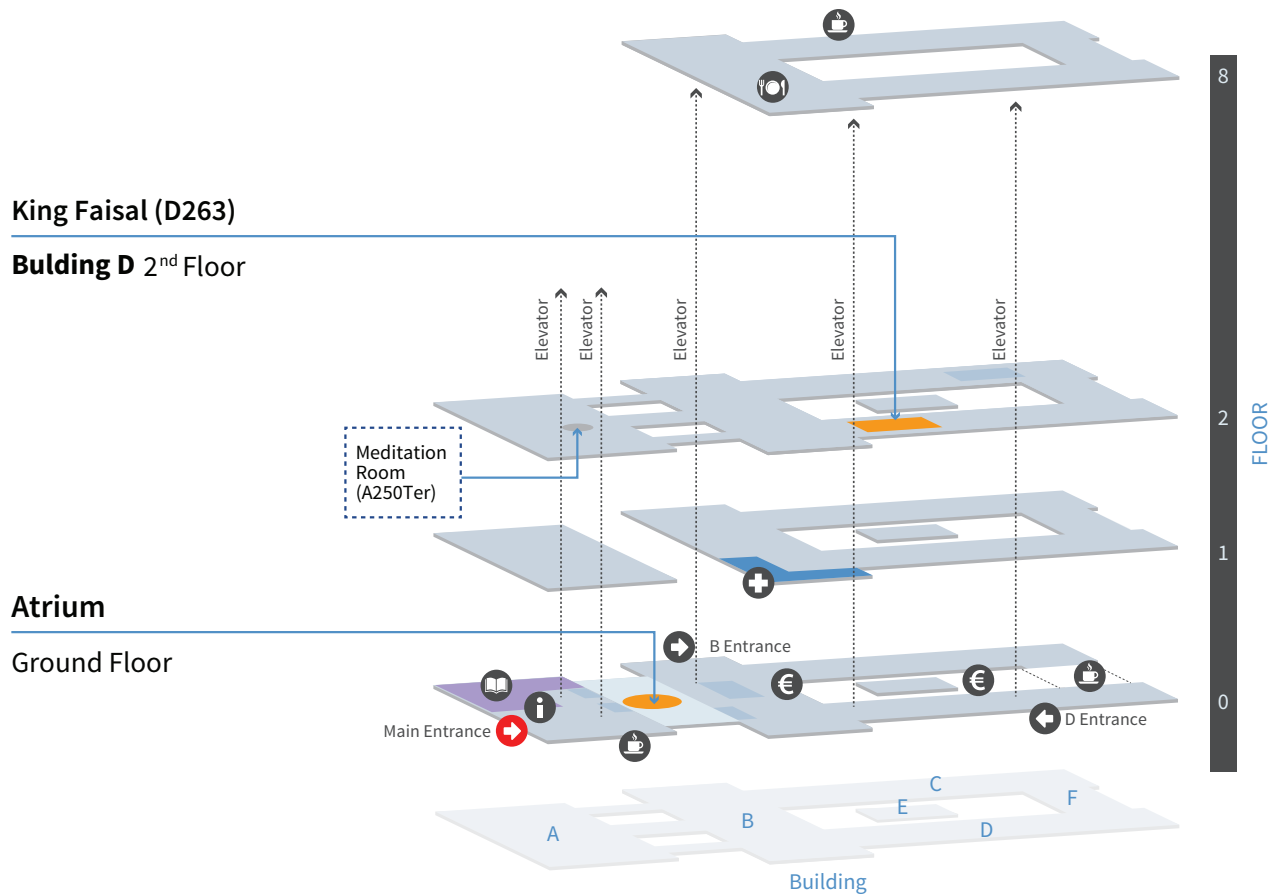 8
King Faisal (D263)
Bulding D 2nd Floor
Elevator
Elevator
Elevator
Elevator
Elevator
2
FLOOR
Meditation
Room
(A250Ter)
1
Atrium
Ground Floor
B Entrance
€
€
i
0
Main Entrance
D Entrance
C
F
E
A
B
D
Building